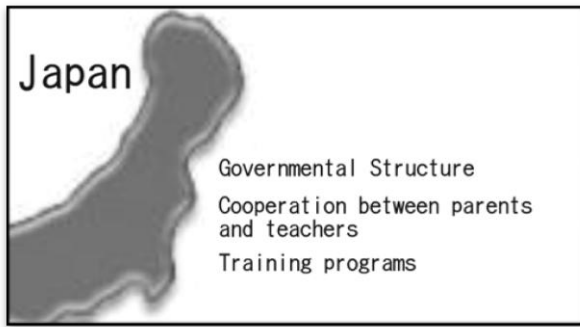 Japan
Governmental Structure
Cooperation between parents
and teachers
Training programs